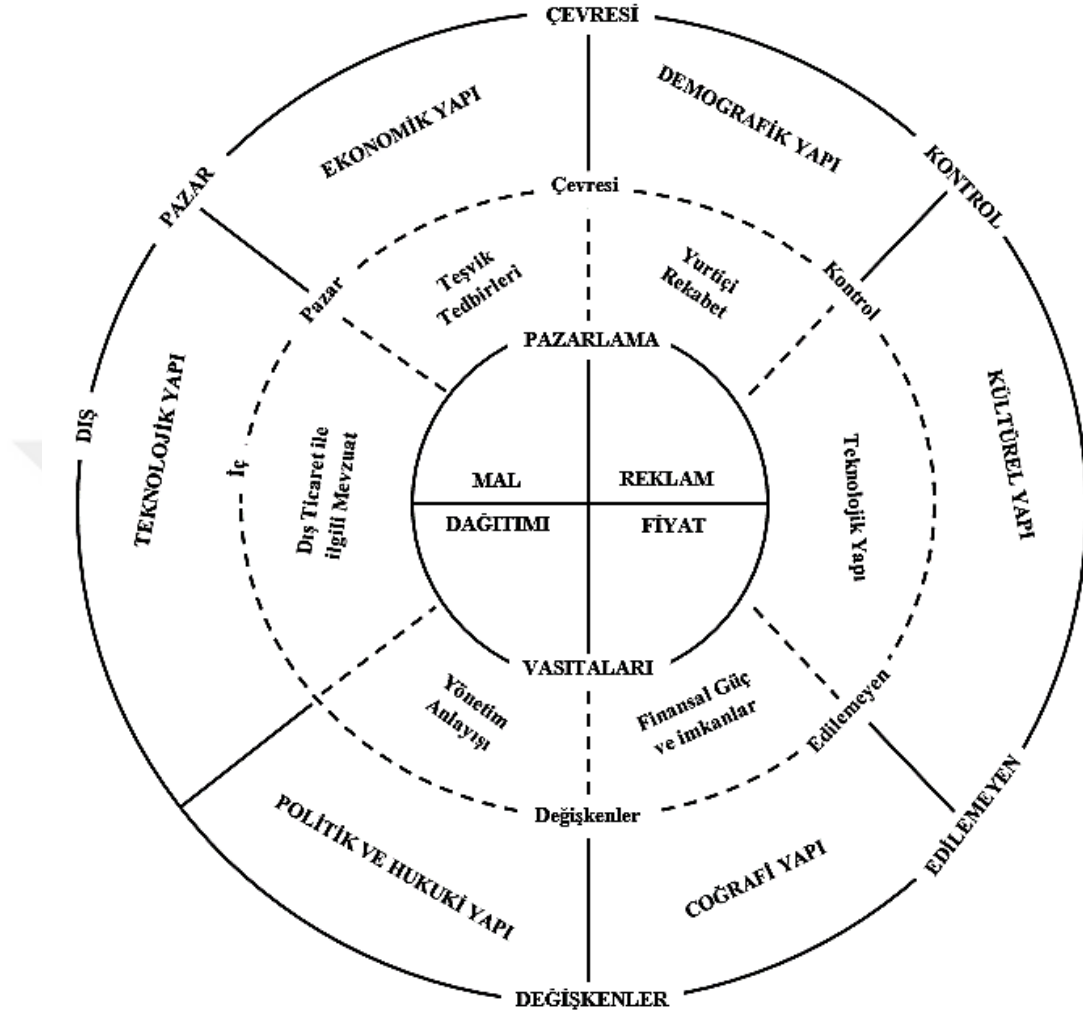 ÇEVRESİ
DEMOGRAFİK YAPI
EKONOMİK YAPI
KONTROL
PAZAR
Çevresi
Yurtiçi
Rekabet
Teşvik
Tedbirleri
Kontrol
Pazar
PAZARLAMA
KÜLTÜREL YAPI
TEKNOLOJİK YAPI
DIŞ
İç
Dış Ticaret ile
ilgili Mevzuat
MAL
REKLAM
Teknolojik Yapı
DAĞITIMI
FİYAT
VASITALARI
Yönetim
Anlayışı
Finansal Güç
ve imkanlar
Edilemeyen
Değişkenler
EDİLEMEYEN
POLİTİK VE HUKUKİ YAPI
COĞRAFİ YAPI
DEĞİŞKENLER